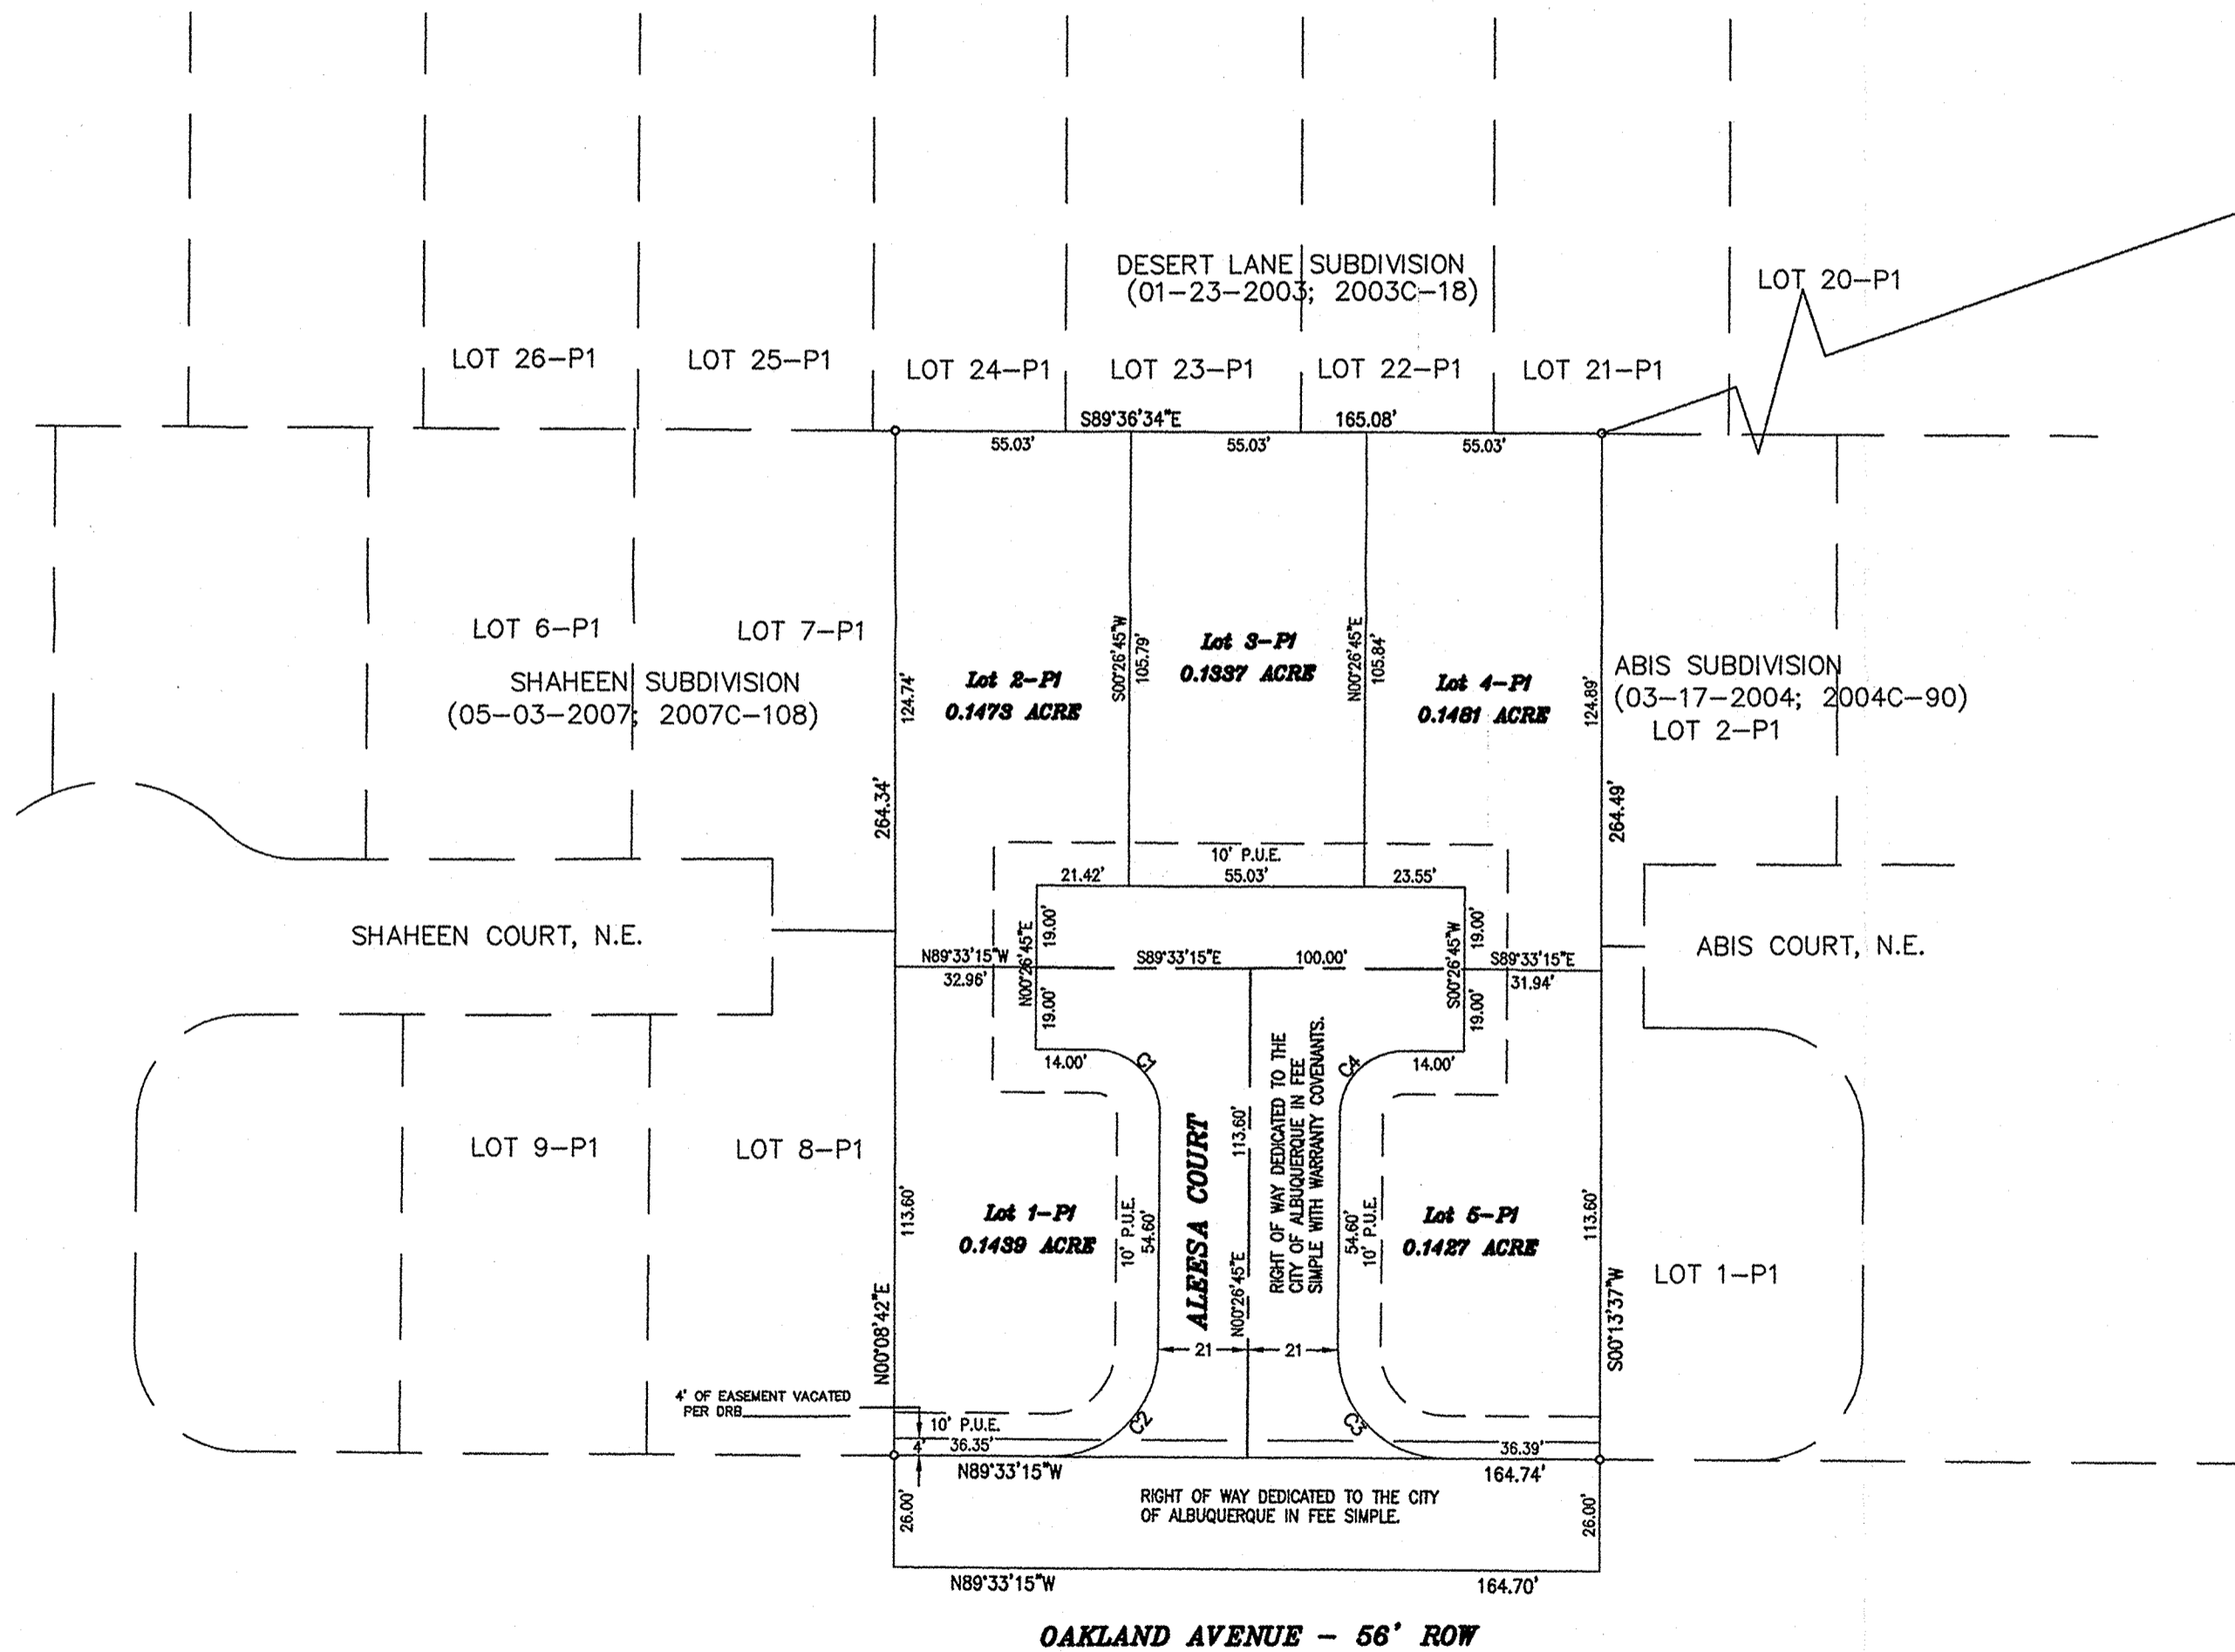 DESERT LANE SUBDIVISION
(01-23-2003; 2003C-18)
LOT 20-P1
LOT 26-P1
LOT 25-P1
LOT 24-P1
LOT 23-P1
LOT 22-P1
LOT 21-P1
S89°36'34"E
165.08'
55.03'
55.03'
55.03'
LOT 6-P1
LOT 7-P1
SHAHEEN SUBDIVISION
(05-03-2007; 2007C-108)
124.74'
264.34'
Lot 2-P1
0.1473 ACRE
S00°26'45"W
105.79'
Lot 3-P1
0.1337 ACRE
N00°26'45"E
105.84'
Lot 4-P1
0.1481 ACRE
124.89'
264.49'
ABIS SUBDIVISION
(03-17-2004; 2004C-90)
LOT 2-P1
10' P.U.E.
21.42'
55.03'
23.55'
SHAHEEN COURT, N.E.
N00°26'45"E
19.00'
19.00'
N89°33'15"W
32.96'
S89°33'15"E
100.00'
S00°26'45"W
19.00'
19.00'
S89°33'15"E
31.94'
ABIS COURT, N.E.
14.00'
C1
C4
14.00'
LOT 9-P1
LOT 8-P1
113.60'
N00°08'42"E
Lot 1-P1
0.1439 ACRE
10' P.U.E.
54.60'
ALEESA COURT
113.60'
N00°26'45"E
RIGHT OF WAY DEDICATED TO THE
CITY OF ALBUQUERQUE IN FEE
SIMPLE WITH WARRANTY COVENANTS.
54.60'
10' P.U.E.
Lot 5-P1
0.1427 ACRE
113.60'
S00°13'37"W
LOT 1-P1
21
21
4' OF EASEMENT VACATED
PER DRB
10' P.U.E.
4'
36.35'
C2
C3
36.39'
N89°33'15"W
164.74'
26.00'
RIGHT OF WAY DEDICATED TO THE CITY
OF ALBUQUERQUE IN FEE SIMPLE.
26.00'
N89°33'15"W
164.70'
OAKLAND AVENUE - 56' ROW